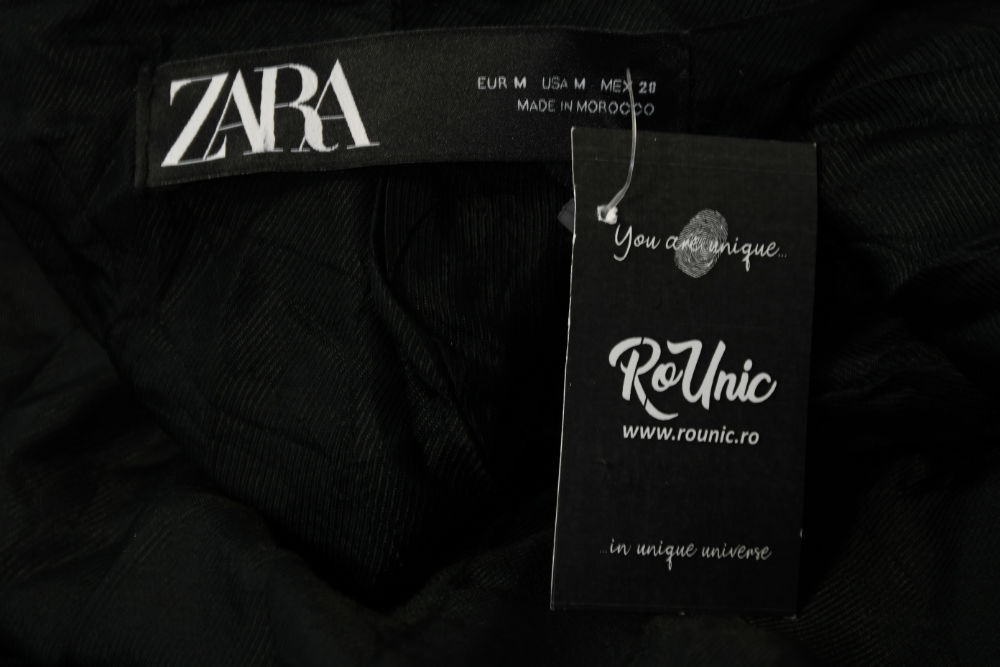 ZARA
EUR M USA M MEX 28
MADE IN MOROCCO
You are unique...
RoUnic
www.rounic.ro
...in unique universe